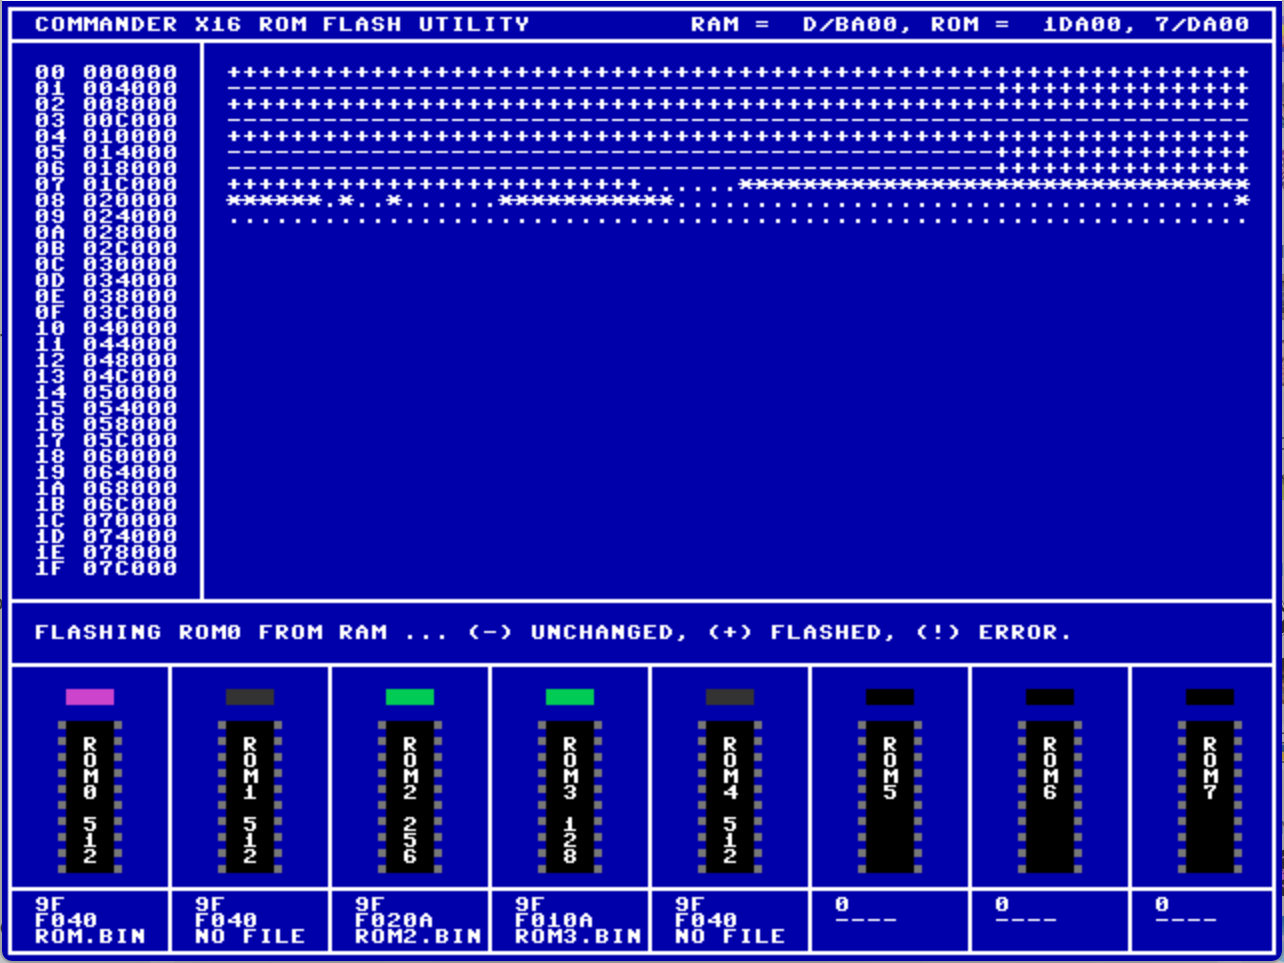 COMMANDER X16 ROM FLASH UTILITY RAM = D/BA00, ROM = 1DA00, 7/DA00
00 000000 ++++++++++++++++++++++++++++++++++++++++++++++++++++++++++++++++
01 004000 ------------------------------------------------++++++++++++++++
02 008000 ++++++++++++++++++++++++++++++++++++++++++++++++++++++++++++++++
03 00C000 ----------------------------------------------------------------
04 010000 ++++++++++++++++++++++++++++++++++++++++++++++++++++++++++++++++
05 014000 ------------------------------------------------++++++++++++++++
06 018000 ------------------------------------------------++++++++++++++++
07 01C000 ++++++++++++++++++++++++++......********************************
08 020000 ******.*..*......***********...................................*
09 024000 ................................................................
0A 028000
0B 02C000
0C 030000
0D 034000
0E 038000
0F 03C000
10 040000
11 044000
12 048000
13 04C000
14 050000
15 054000
16 058000
17 05C000
18 060000
19 064000
1A 068000
1B 06C000
1C 070000
1D 074000
1E 078000
1F 07C000
FLASHING ROM0 FROM RAM ... (-) UNCHANGED, (+) FLASHED, (!) ERROR.
ROM0 512
ROM1 512
ROM2 256
ROM3 128
ROM4 512
ROM5
ROM6
ROM7
9F
F040
ROM.BIN
9F
F040
NO FILE
9F
F020A
ROM2.BIN
9F
F010A
ROM3.BIN
9F
F040
NO FILE
0
----
0
----
0
----